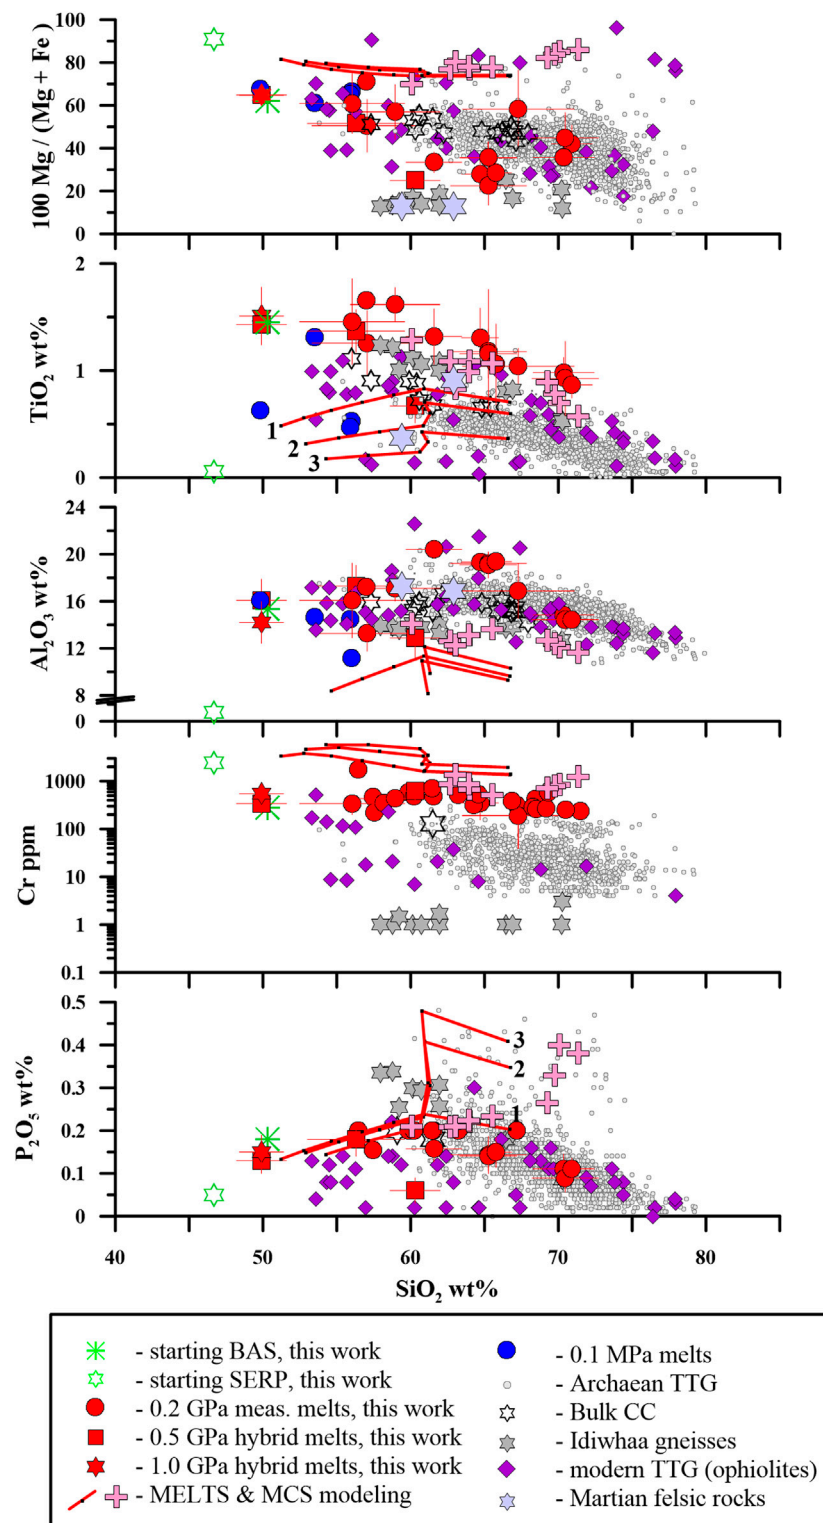 100
80
60
40
20
0
100 Mg / (Mg + Fe)
2
1
0
TiO2 wt%
1
2
3
24
20
16
12
8
0
Al2O3 wt%
1000
100
10
1
0.1
Cr ppm
0.5
0.4
0.3
0.2
0.1
0
P2O5 wt%
3
2
1
40 50 60 70 80
SiO2 wt%
- starting BAS, this work
- starting SERP, this work
- 0.2 GPa meas. melts, this work
- 0.5 GPa hybrid melts, this work
- 1.0 GPa hybrid melts, this work
- MELTS & MCS modeling
- 0.1 MPa melts
- Archaean TTG
- Bulk CC
- Idiwhaa gneisses
- modern TTG (ophiolites)
- Martian felsic rocks